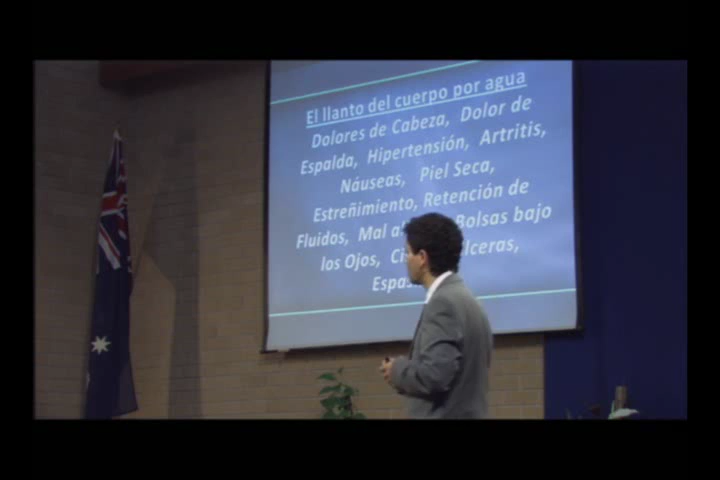 El llanto del cuerpo por agua
Dolores de Cabeza, Dolor de
Espalda, Hipertensión, Artritis,
Náuseas, Piel Seca,
Estreñimiento, Retención de
Fluidos, Mal Bolsas bajo
los Ojos,